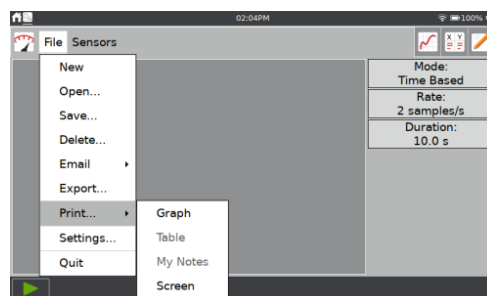 02:04PM
100%
File Sensors
X Y
New
Open...
Save...
Delete...
Email
Export...
Print...
Settings...
Quit
Graph
Table
My Notes
Screen
Mode:
Time Based
Rate:
2 samples/s
Duration:
10.0 s